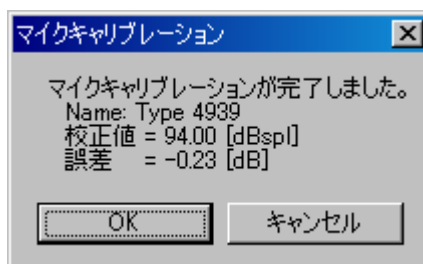 マイクキャリブレーション
マイクキャリブレーションが完了しました。
Name: Type 4939
校正値 = 94.00 [dBspl]
誤差 = -0.23 [dB]
OK
キャンセル